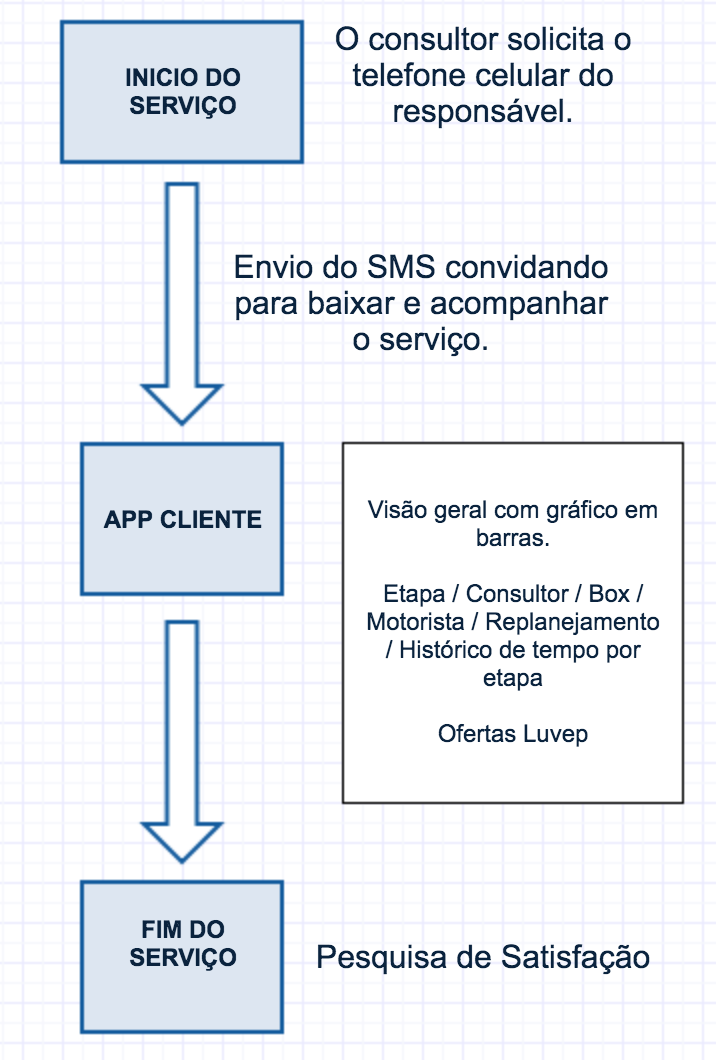 INICIO DO
SERVIÇO
O consultor solicita o
telefone celular do
responsável.
Envio do SMS convidando
para baixar e acompanhar
o serviço.
APP CLIENTE
Visão geral com gráfico em
barras.
Etapa / Consultor / Box /
Motorista / Replanejamento
/ Histórico de tempo por
etapa
Ofertas Luvep
FIM DO
SERVIÇO
Pesquisa de Satisfação